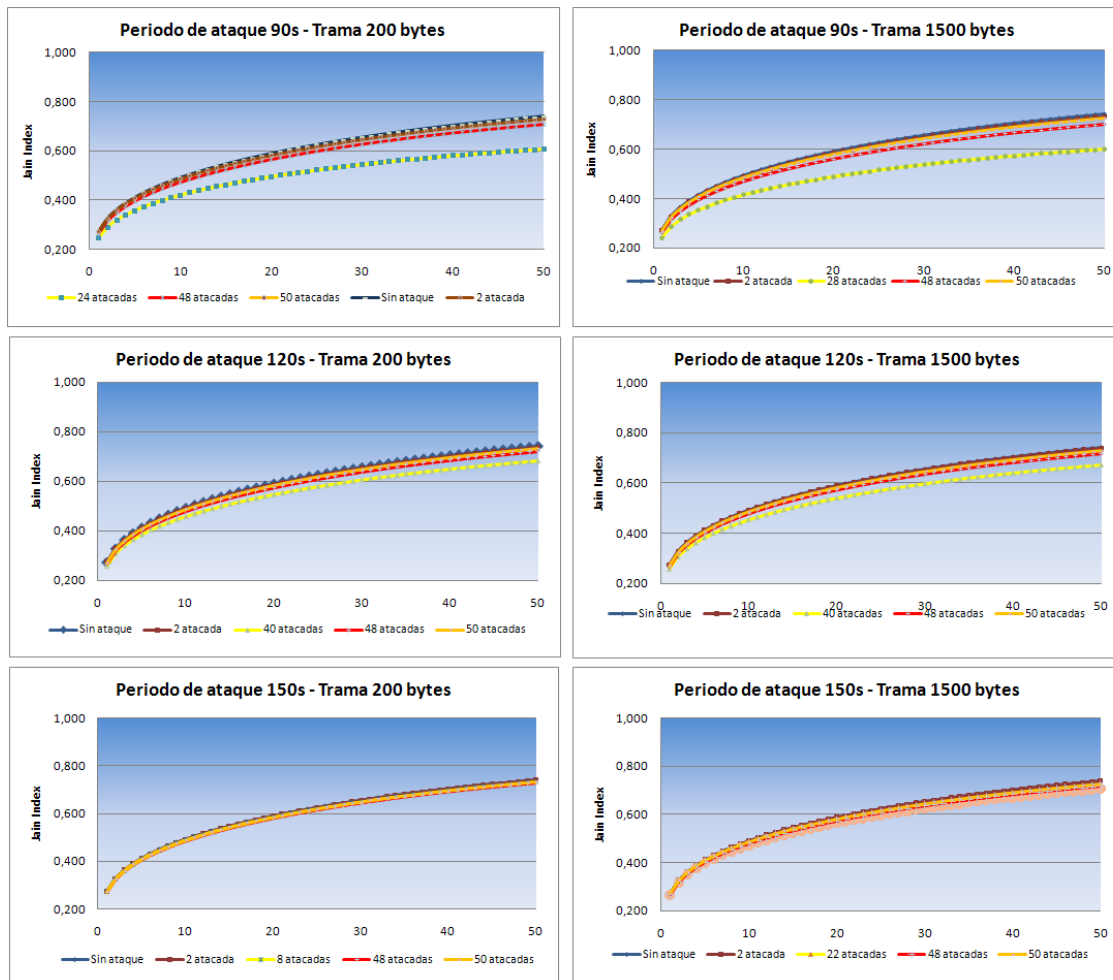 Periodo de ataque 90s - Trama 200 bytes
Jain Index
1,000
0,800
0,600
0,400
0,200
0 10 20 30 40 50
24 atacadas 48 atacadas 50 atacadas Sin ataque 2 atacada
Periodo de ataque 90s - Trama 1500 bytes
Jain Index
1,000
0,800
0,600
0,400
0,200
0 10 20 30 40 50
Sin ataque 2 atacada 28 atacadas 48 atacadas 50 atacadas
Periodo de ataque 120s - Trama 200 bytes
Jain Index
1,000
0,800
0,600
0,400
0,200
0 10 20 30 40 50
Sin ataque 2 atacada 40 atacadas 48 atacadas 50 atacadas
Periodo de ataque 120s - Trama 1500 bytes
Jain Index
1,000
0,800
0,600
0,400
0,200
0 10 20 30 40 50
Sin ataque 2 atacada 40 atacadas 48 atacadas 50 atacadas
Periodo de ataque 150s - Trama 200 bytes
Jain Index
1,000
0,800
0,600
0,400
0,200
0 10 20 30 40 50
Sin ataque 2 atacada 8 atacadas 48 atacadas 50 atacadas
Periodo de ataque 150s - Trama 1500 bytes
Jain Index
1,000
0,800
0,600
0,400
0,200
0 10 20 30 40 50
Sin ataque 2 atacada 22 atacadas 48 atacadas 50 atacadas